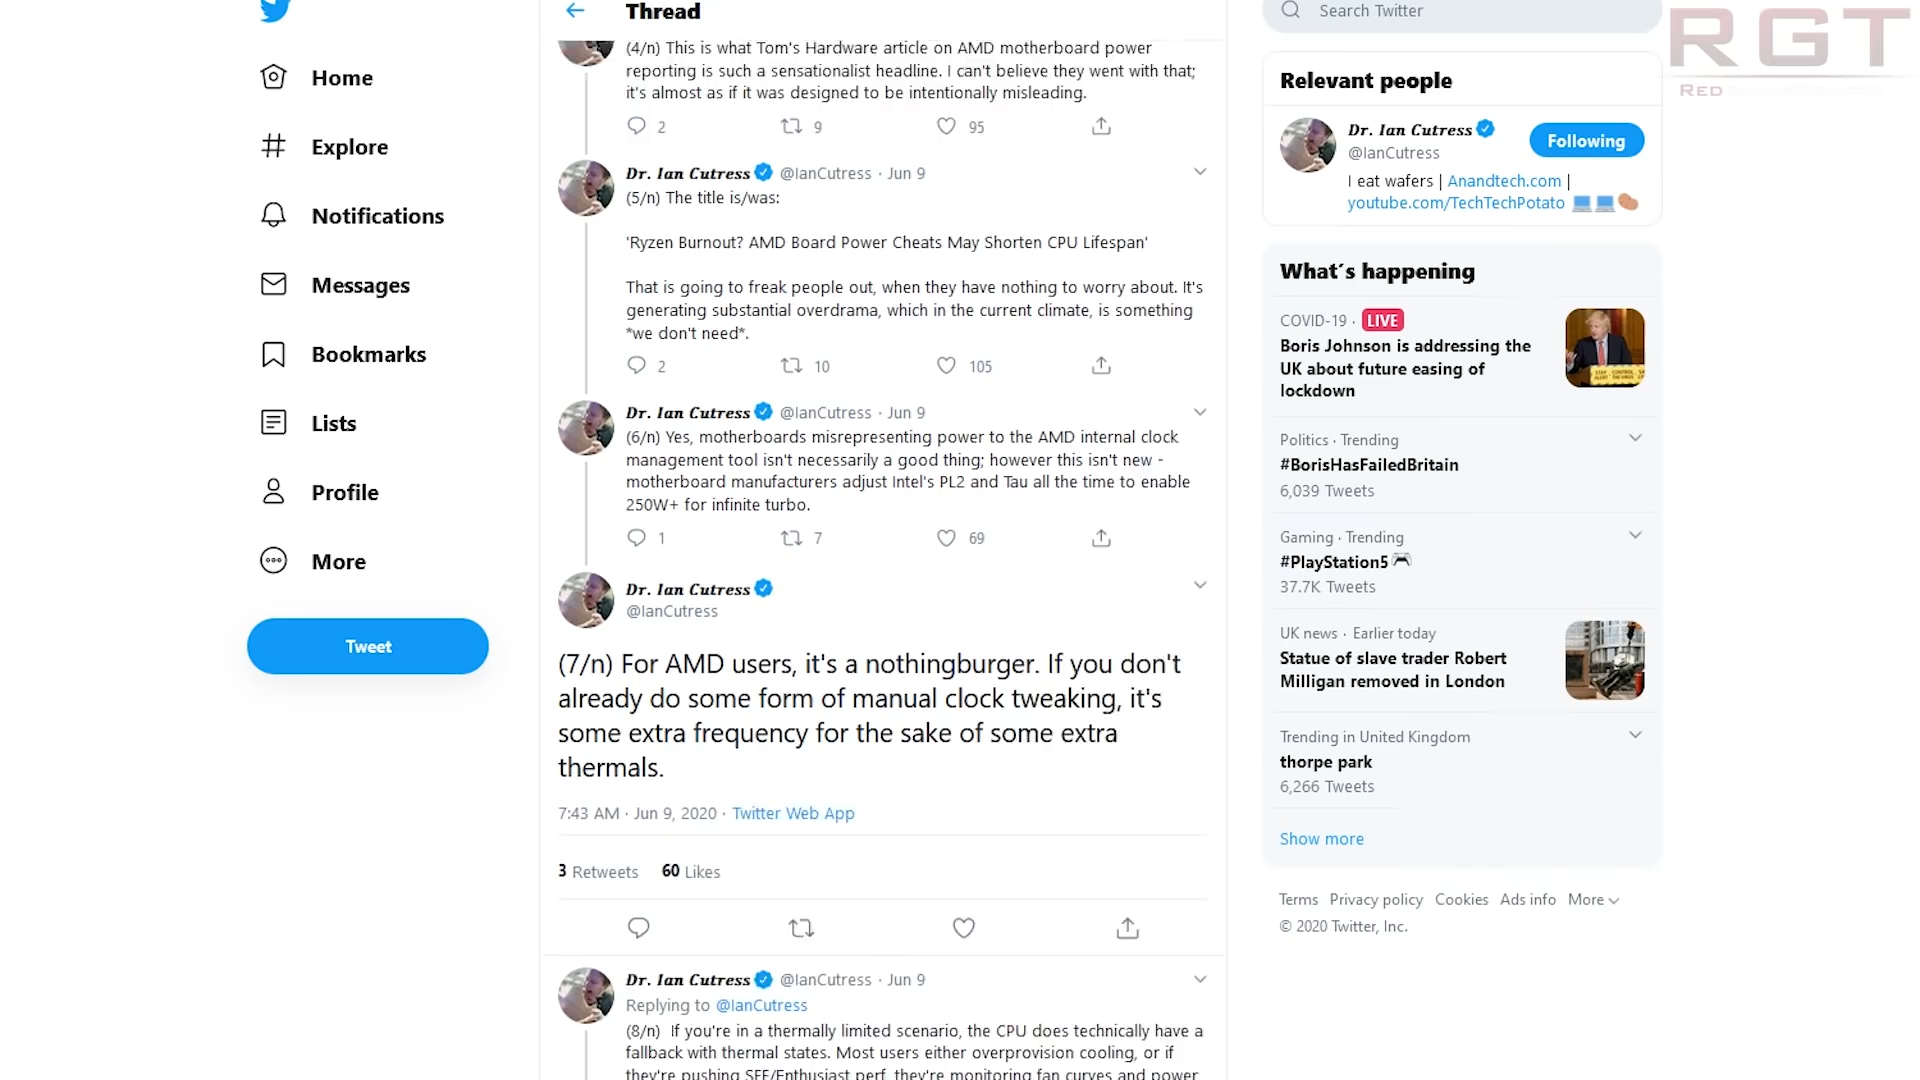 Home
Explore
Notifications
Messages
Bookmarks
Lists
Profile
More
Tweet
Thread
(4/n) This is what Tom's Hardware article on AMD motherboard power
reporting is such a sensationalist headline. I can't believe they went with that;
it's almost as if it was designed to be intentionally misleading.
2 9 95
Dr. Ian Cutress @IanCutress · Jun 9
(5/n) The title is/was:
'Ryzen Burnout? AMD Board Power Cheats May Shorten CPU Lifespan'
That is going to freak people out, when they have nothing to worry about. It's
generating substantial overdrama, which in the current climate, is something
*we don't need*.
2 10 105
Dr. Ian Cutress @IanCutress · Jun 9
(6/n) Yes, motherboards misrepresenting power to the AMD internal clock
management tool isn't necessarily a good thing; however this isn't new -
motherboard manufacturers adjust Intel's PL2 and Tau all the time to enable
250W+ for infinite turbo.
1 7 69
Dr. Ian Cutress
@IanCutress
(7/n) For AMD users, it's a nothingburger. If you don't
already do some form of manual clock tweaking, it's
some extra frequency for the sake of some extra
thermals.
7:43 AM · Jun 9, 2020 · Twitter Web App
3 Retweets 60 Likes
Dr. Ian Cutress @IanCutress · Jun 9
Replying to @IanCutress
(8/n) If you're in a thermally limited scenario, the CPU does technically have a
fallback with thermal states. Most users either overprovision cooling, or if
they're pushing SFF/Enthusiast perf, they're monitoring fan curves and power
Search Twitter
Relevant people
Dr. Ian Cutress
@IanCutress
Following
I eat wafers | Anandtech.com |
youtube.com/TechTechPotato
What's happening
COVID-19 · LIVE
Boris Johnson is addressing the
UK about future easing of
lockdown
Politics · Trending
#BorisHasFailedBritain
6,039 Tweets
Gaming · Trending
#PlayStation5
37.7K Tweets
UK news · Earlier today
Statue of slave trader Robert
Milligan removed in London
Trending in United Kingdom
thorpe park
6,266 Tweets
Show more
Terms Privacy policy Cookies Ads info More
© 2020 Twitter, Inc.
RGT
RED